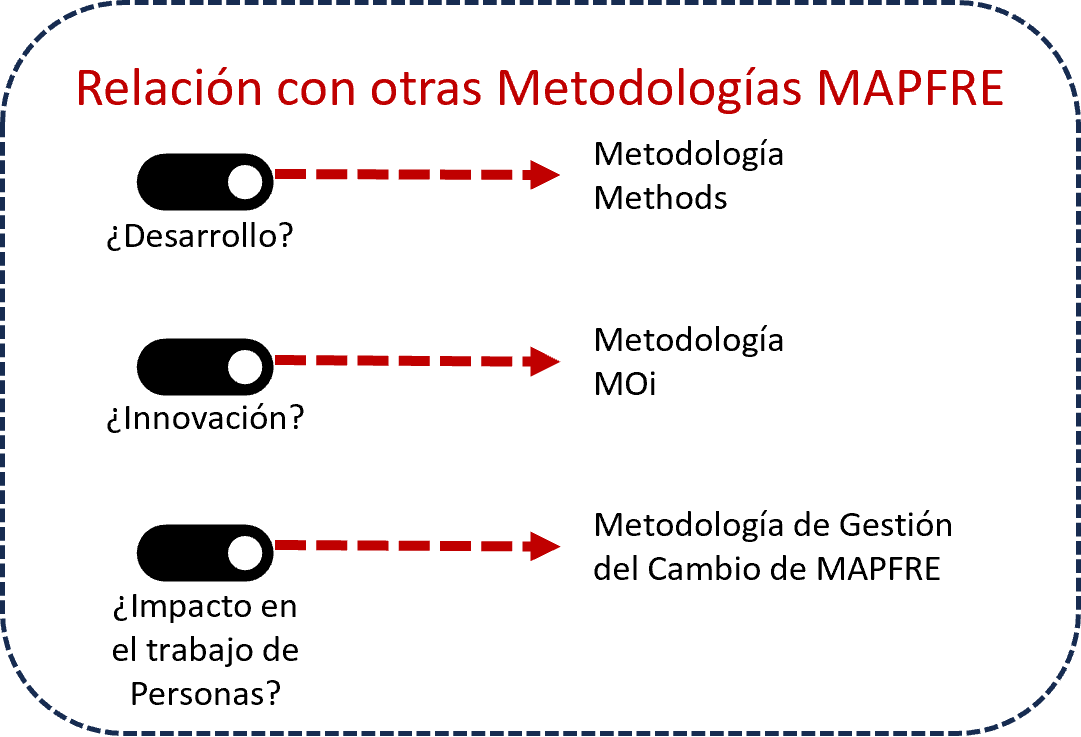 Relación con otras Metodologías MAPFRE
Metodología
Methods
¿Desarrollo?
Metodología
MOi
¿Innovación?
Metodología de Gestión
del Cambio de MAPFRE
¿Impacto en
el trabajo de
Personas?